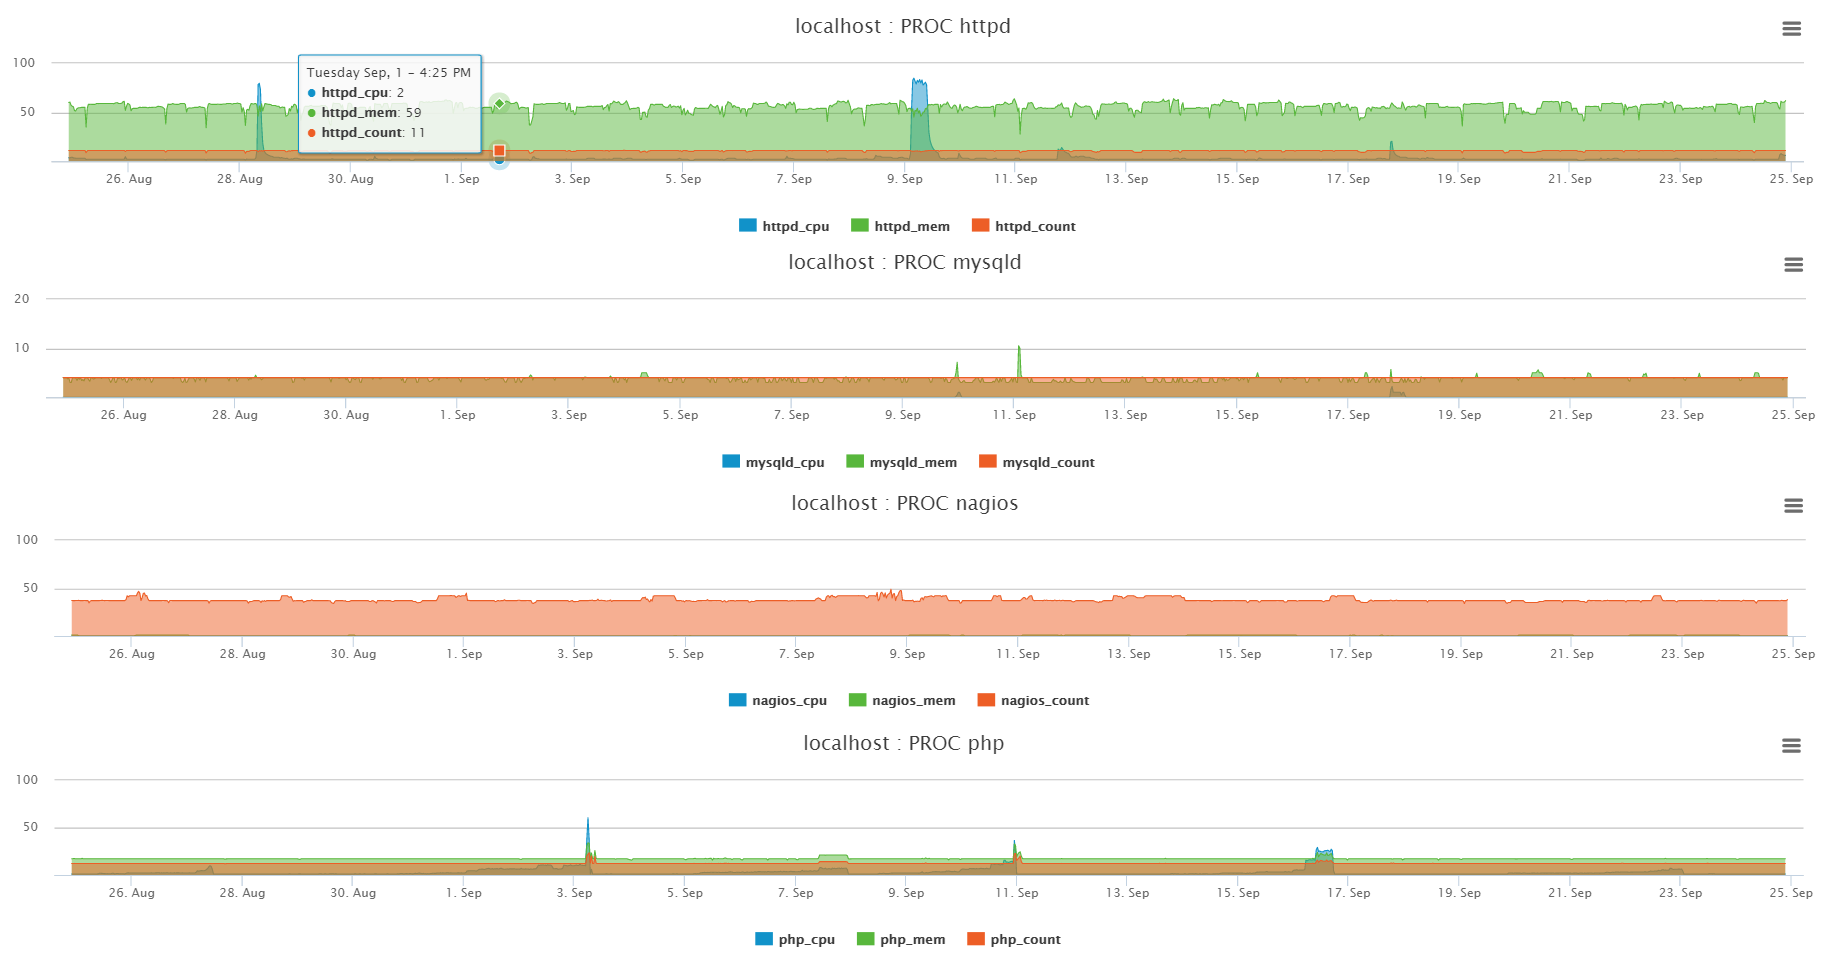 localhost : PROC httpd
100
50
Tuesday Sep, 1 – 4:25 PM
httpd_cpu: 2
httpd_mem: 59
httpd_count: 11
26. Aug 28. Aug 30. Aug 1. Sep 3. Sep 5. Sep 7. Sep 9. Sep 11. Sep 13. Sep 15. Sep 17. Sep 19. Sep 21. Sep 23. Sep 25. Sep
httpd_cpu httpd_mem httpd_count
localhost : PROC mysqld
20
10
26. Aug 28. Aug 30. Aug 1. Sep 3. Sep 5. Sep 7. Sep 9. Sep 11. Sep 13. Sep 15. Sep 17. Sep 19. Sep 21. Sep 23. Sep 25. Sep
mysqld_cpu mysqld_mem mysqld_count
localhost : PROC nagios
100
50
26. Aug 28. Aug 30. Aug 1. Sep 3. Sep 5. Sep 7. Sep 9. Sep 11. Sep 13. Sep 15. Sep 17. Sep 19. Sep 21. Sep 23. Sep 25. Sep
nagios_cpu nagios_mem nagios_count
localhost : PROC php
100
50
26. Aug 28. Aug 30. Aug 1. Sep 3. Sep 5. Sep 7. Sep 9. Sep 11. Sep 13. Sep 15. Sep 17. Sep 19. Sep 21. Sep 23. Sep 25. Sep
php_cpu php_mem php_count